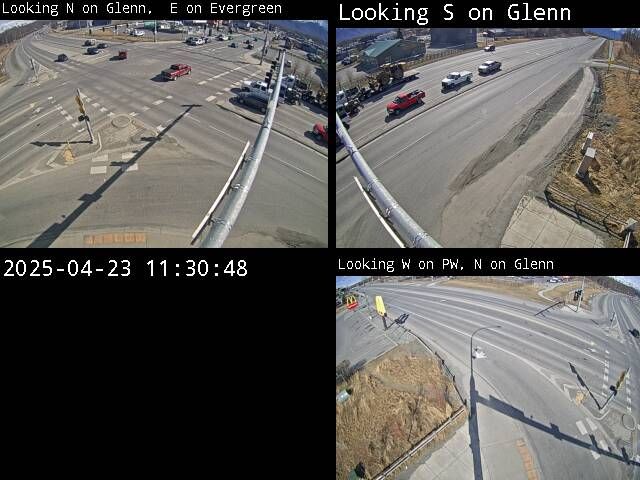 Looking N on Glenn,  E on Evergreen
Looking S on Glenn
2025-04-23 11:30:48
Looking W on PW, N on Glenn